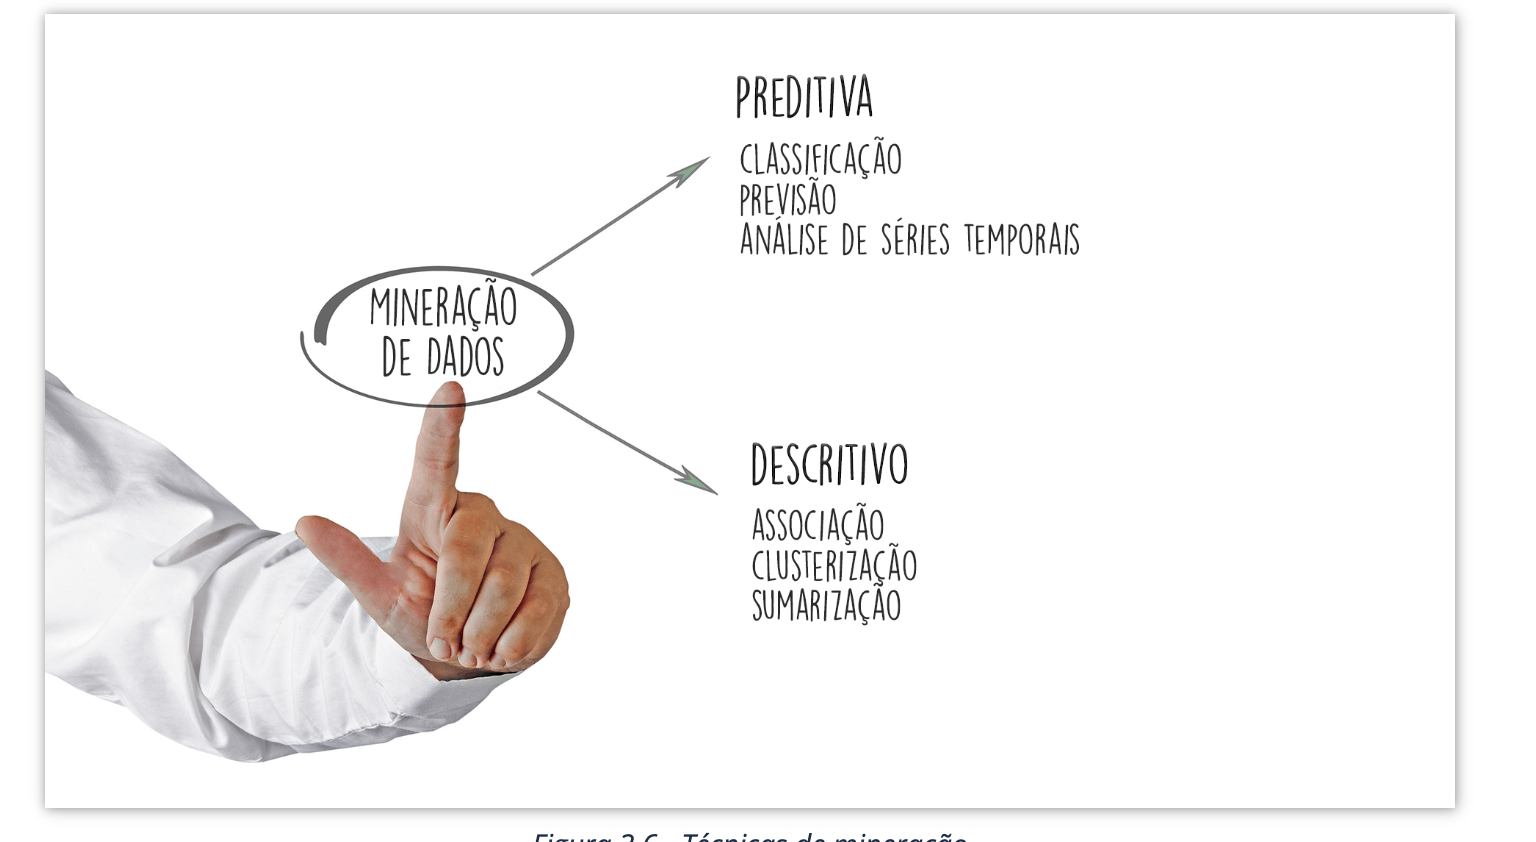 PREDITIVA
CLASSIFICAÇÃO
PREVISÃO
ANÁLISE DE SÉRIES TEMPORAIS
MINERAÇÃO
DE DADOS
DESCRITIVO
ASSOCIAÇÃO
CLUSTERIZAÇÃO
SUMARIZAÇÃO
Figura 2.6 - Técnicas de mineração